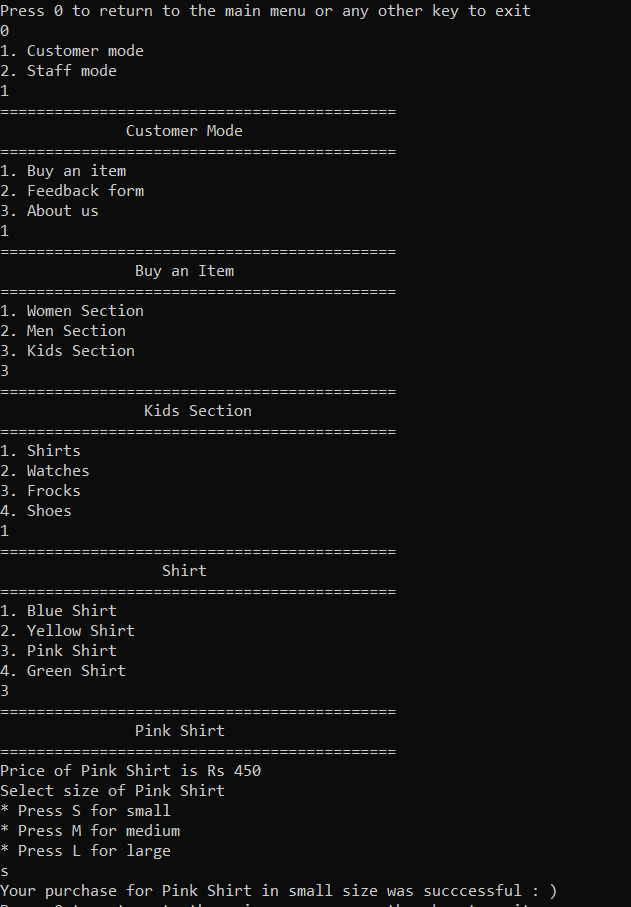 Press 0 to return to the main menu or any other key to exit
0
1. Customer mode
2. Staff mode
1
============================================
Customer Mode
============================================
1. Buy an item
2. Feedback form
3. About us
1
============================================
Buy an Item
============================================
1. Women Section
2. Men Section
3. Kids Section
3
============================================
Kids Section
============================================
1. Shirts
2. Watches
3. Frocks
4. Shoes
1
============================================
Shirt
============================================
1. Blue Shirt
2. Yellow Shirt
3. Pink Shirt
4. Green Shirt
3
============================================
Pink Shirt
============================================
Price of Pink Shirt is Rs 450
Select size of Pink Shirt
* Press S for small
* Press M for medium
* Press L for large
s
Your purchase for Pink Shirt in small size was succcessful : )